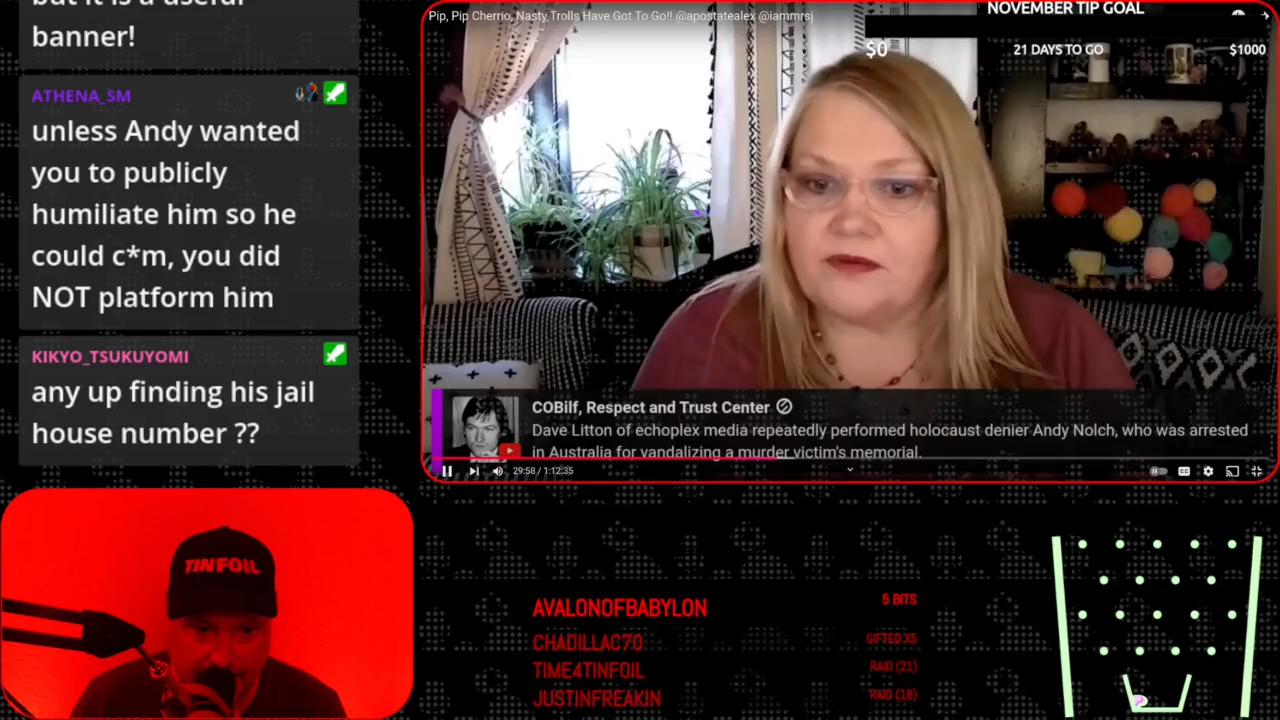 but it is a useful
banner!
ATHENA_SM
unless Andy wanted
you to publicly
humiliate him so he
could c*m, you did
NOT platform him
KIKYO_TSUKUYOMI
any up finding his jail
house number ??
TINFOIL
Pip, Pip Cherrio, Nasty Trolls Have Got To Go!! @apostatealex @iammrsj
NOVEMBER TIP GOAL
$0
21 DAYS TO GO
$1000
COBilf, Respect and Trust Center
Dave Litton of echoplex media repeatedly performed holocaust denier Andy Nolch, who was arrested
in Australia for vandalizing a murder victim's memorial.
29:58 / 1:12:35
CC
AVALONOFBABYLON 5 BITS
CHADILLAC70 GIFTED X5
TIME4TINFOIL RAID (21)
JUSTINFREAKIN RAID (18)